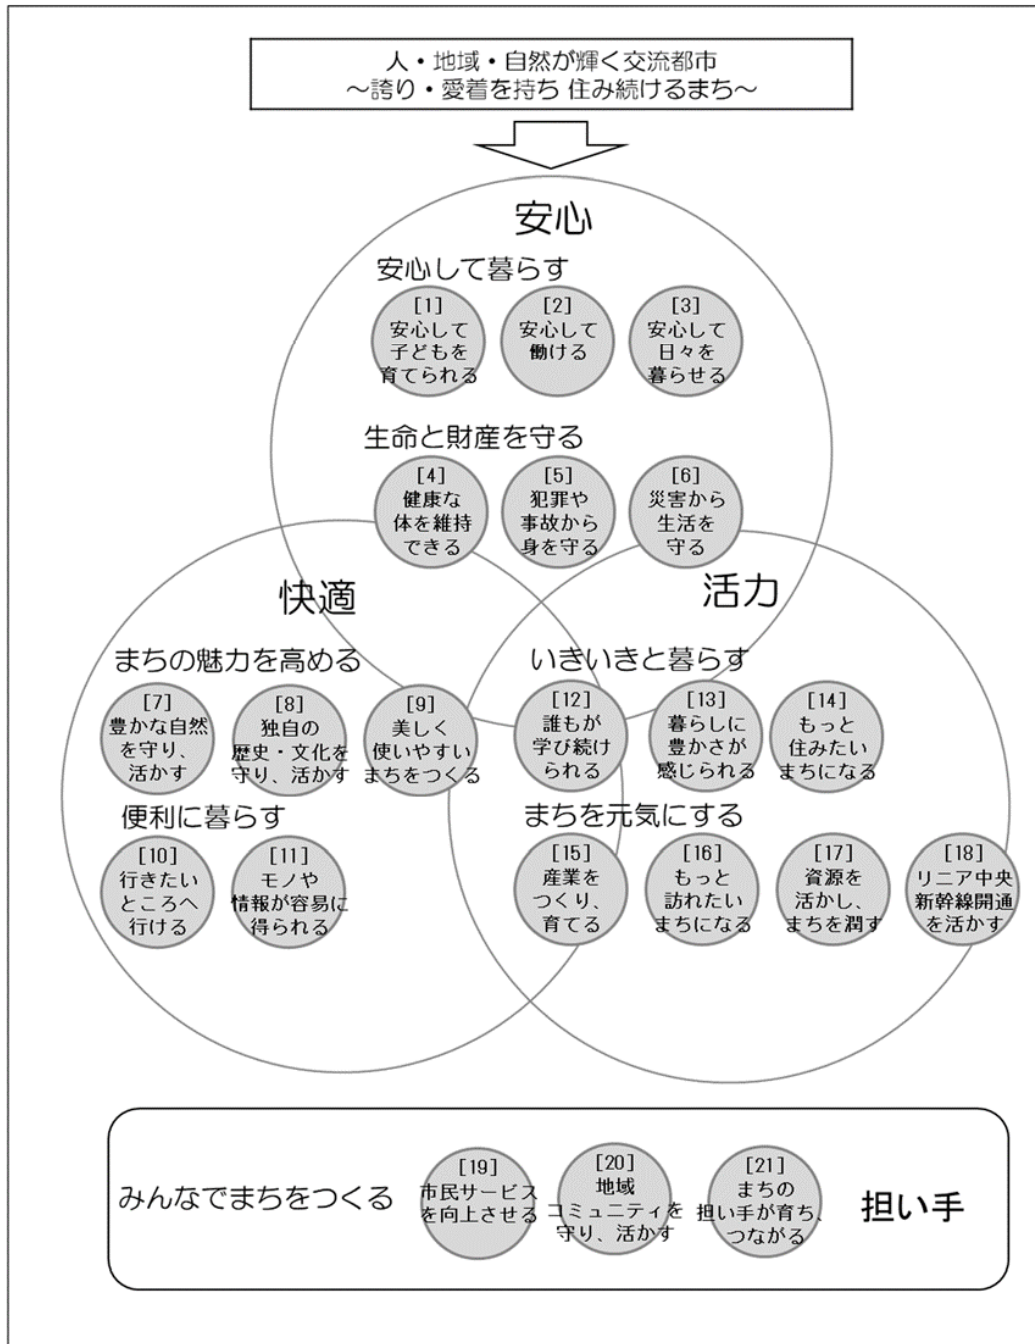 人・地域・自然が輝く交流都市
～誇り・愛着を持ち 住み続けるまち～
安心
安心して暮らす
[1]
安心して
子どもを
育てられる
[2]
安心して
働ける
[3]
安心して
日々を
暮らせる
生命と財産を守る
[4]
健康な
体を維持
できる
[5]
犯罪や
事故から
身を守る
[6]
災害から
生活を
守る
快適
まちの魅力を高める
[7]
豊かな自然
を守り、
活かす
[8]
独自の
歴史・文化を
守り、活かす
[9]
美しく
使いやすい
まちをつくる
便利に暮らす
[10]
行きたい
ところへ
行ける
[11]
モノや
情報が容易に
得られる
活力
いきいきと暮らす
[12]
誰もが
学び続け
られる
[13]
暮らしに
豊かさが
感じられる
[14]
もっと
住みたい
まちになる
まちを元気にする
[15]
産業を
つくり、
育てる
[16]
もっと
訪れたい
まちになる
[17]
資源を
活かし、
まちを潤す
[18]
リニア中央
新幹線開通
を活かす
みんなでまちをつくる
[19]
市民サービス
を向上させる
[20]
地域
コミュニティを
守り、活かす
[21]
まちの
担い手が育ち、
つながる
担い手